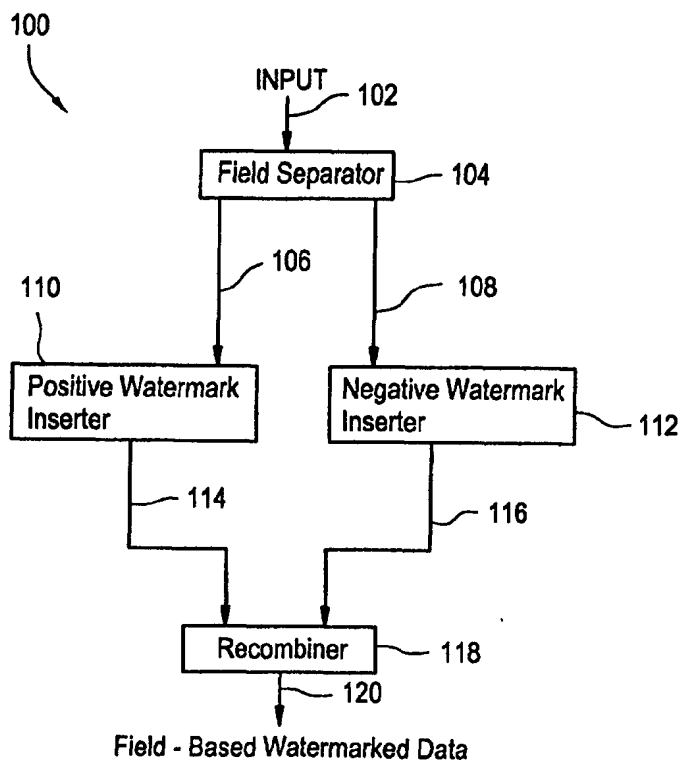 100
INPUT
102
Field Separator
104
106
108
110
Positive Watermark
Inserter
Negative Watermark
Inserter
112
114
116
Recombiner
118
120
Field - Based Watermarked Data